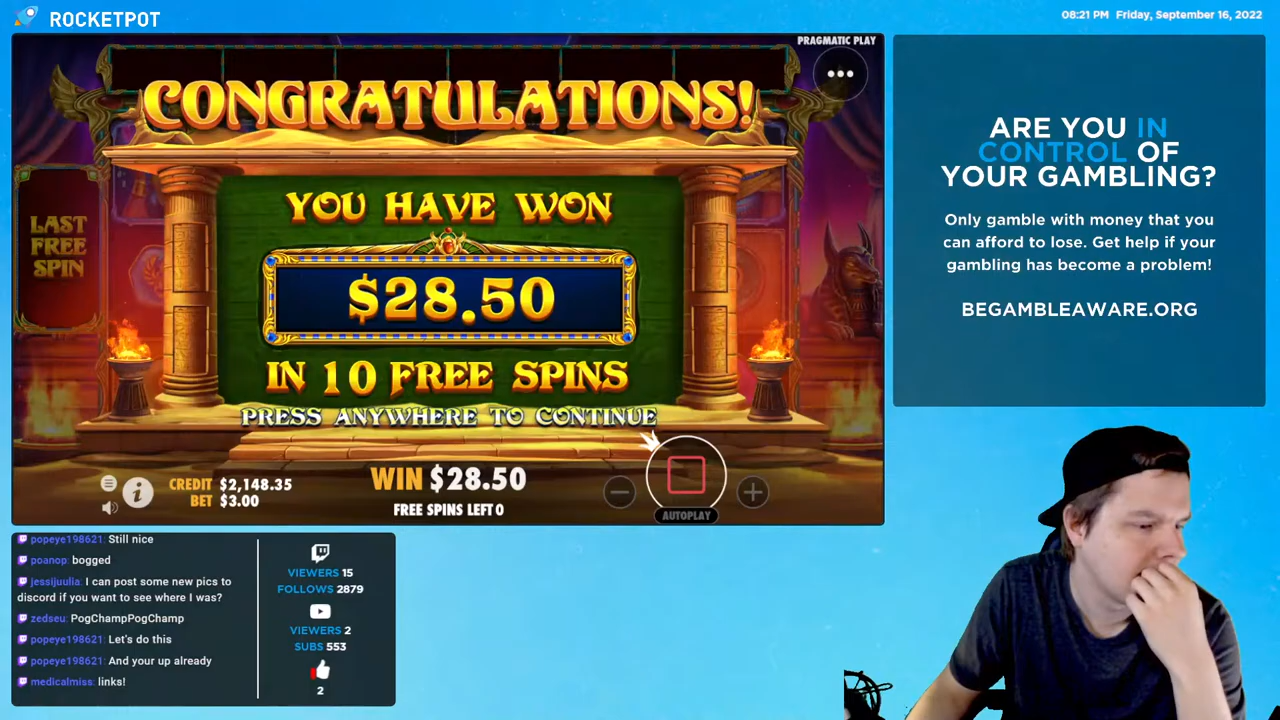 ROCKETPOT
08:21 PM Friday, September 16, 2022
PRAGMATIC PLAY
CONGRATULATIONS!
LAST
FREE
SPIN
YOU HAVE WON
$28.50
IN 10 FREE SPINS
PRESS ANYWHERE TO CONTINUE
CREDIT $2,148.35
BET $3.00
WIN $28.50
FREE SPINS LEFT 0
AUTOPLAY
ARE YOU IN
CONTROL OF
YOUR GAMBLING?
Only gamble with money that you
can afford to lose. Get help if your
gambling has become a problem!
BEGAMBLEAWARE.ORG
popeye198621: Still nice
poanop: bogged
jessijuulia: I can post some new pics to
discord if you want to see where I was?
zedseu: PogChampPogChamp
popeye198621: Let's do this
popeye198621: And your up already
medicalmiss: links!
VIEWERS 15
FOLLOWS 2879
VIEWERS 2
SUBS 553
2